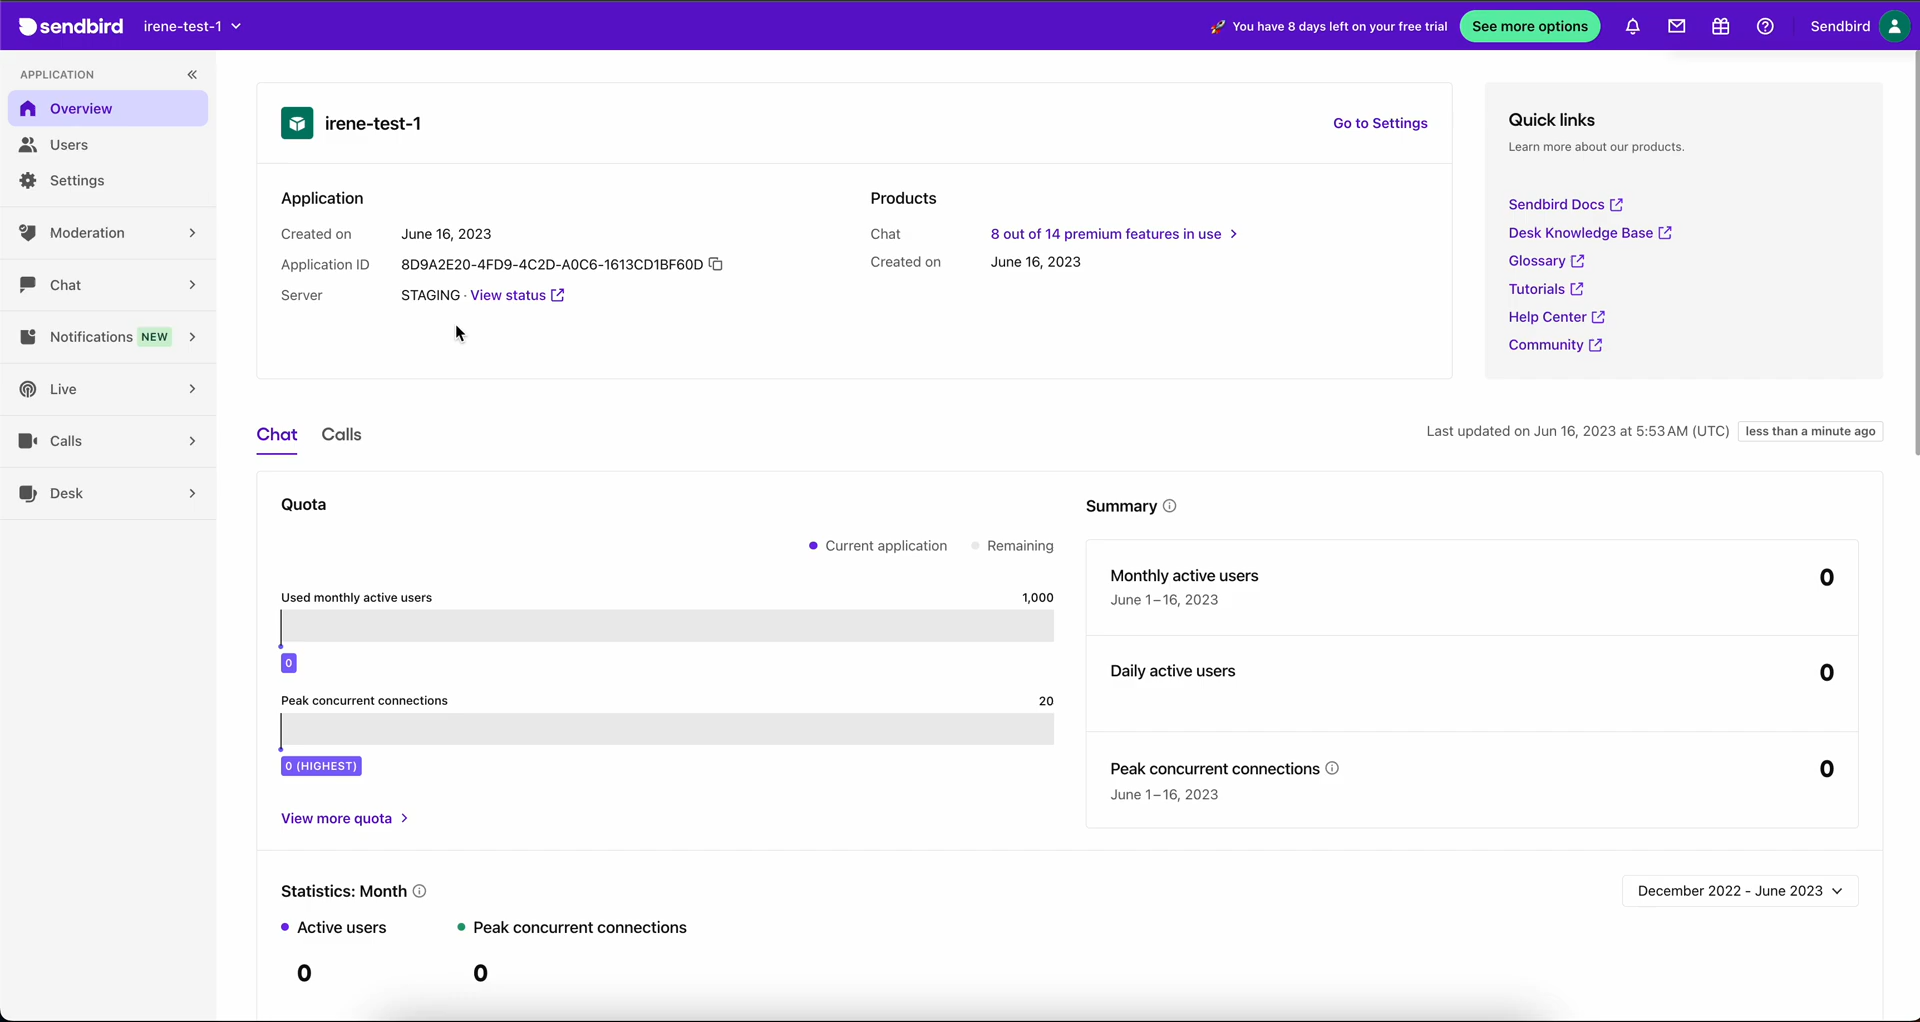 sendbird irene-test-1
You have 8 days left on your free trial See more options Sendbird
APPLICATION
Overview
Users
Settings
Moderation
Chat
Notifications NEW
Live
Calls
Desk
irene-test-1 Go to Settings
Application
Created on June 16, 2023
Application ID 8D9A2E20-4FD9-4C2D-A0C6-1613CD1BF60D
Server STAGING · View status
Products
Chat 8 out of 14 premium features in use
Created on June 16, 2023
Quick links
Learn more about our products.
Sendbird Docs
Desk Knowledge Base
Glossary
Tutorials
Help Center
Community
Chat Calls
Last updated on Jun 16, 2023 at 5:53 AM (UTC) less than a minute ago
Quota
Current application Remaining
Used monthly active users 1,000
0
Peak concurrent connections 20
0 (HIGHEST)
View more quota
Summary
Monthly active users 0
June 1–16, 2023
Daily active users 0
Peak concurrent connections 0
June 1–16, 2023
Statistics: Month December 2022 - June 2023
Active users Peak concurrent connections
0 0